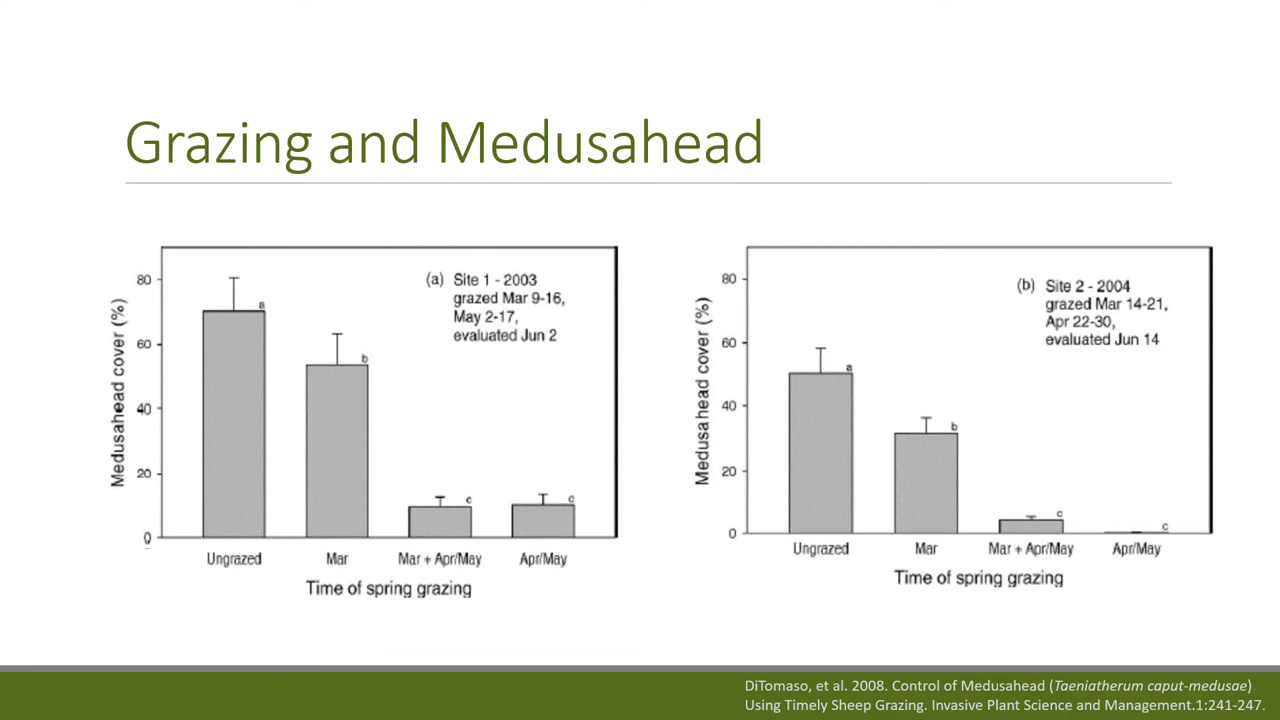 Grazing and Medusahead
(a) Site 1 - 2003
grazed Mar 9-16,
May 2-17,
evaluated Jun 2
Medusahead cover (%)
80
60
40
20
0
a
b
c
c
Ungrazed Mar Mar + Apr/May Apr/May
Time of spring grazing
(b) Site 2 - 2004
grazed Mar 14-21,
Apr 22-30,
evaluated Jun 14
Medusahead cover (%)
80
60
40
20
0
a
b
c
c
Ungrazed Mar Mar + Apr/May Apr/May
Time of spring grazing
DiTomaso, et al. 2008. Control of Medusahead (Taeniatherum caput-medusae)
Using Timely Sheep Grazing. Invasive Plant Science and Management.1:241-247.